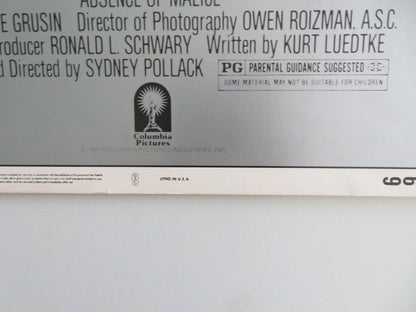 ABSENCE OF MALICE
E GRUSIN Director of Photography OWEN ROIZMAN, A.S.C.
roducer RONALD L. SCHWARY Written by KURT LUEDTKE
d Directed by SYDNEY POLLACK
PG PARENTAL GUIDANCE SUGGESTED
SOME MATERIAL MAY NOT BE SUITABLE FOR CHILDREN
Columbia
Pictures
© 1981 COLUMBIA PICTURES INDUSTRIES, INC.
LITHO. IN U.S.A.